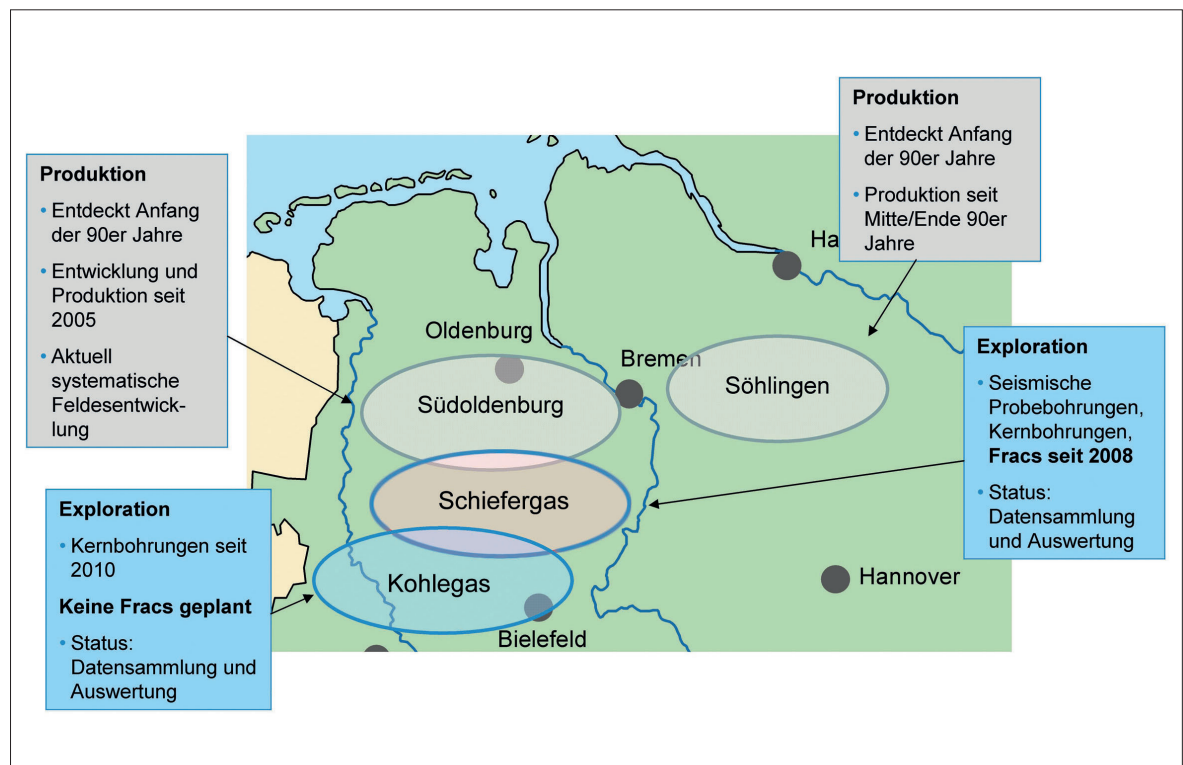 Produktion
• Entdeckt Anfang
der 90er Jahre
• Entwicklung und
Produktion seit
2005
• Aktuell
systematische
Feldesentwick-
lung
Produktion
• Entdeckt Anfang
der 90er Jahre
• Produktion seit
Mitte/Ende 90er
Jahre
Ha
Oldenburg
Bremen
Südoldenburg
Söhlingen
Schiefergas
Kohlegas
Hannover
Bielefeld
Exploration
• Seismische
Probebohrungen,
Kernbohrungen,
Fracs seit 2008
• Status:
Datensammlung
und Auswertung
Exploration
• Kernbohrungen seit
2010
Keine Fracs geplant
• Status:
Datensammlung und
Auswertung